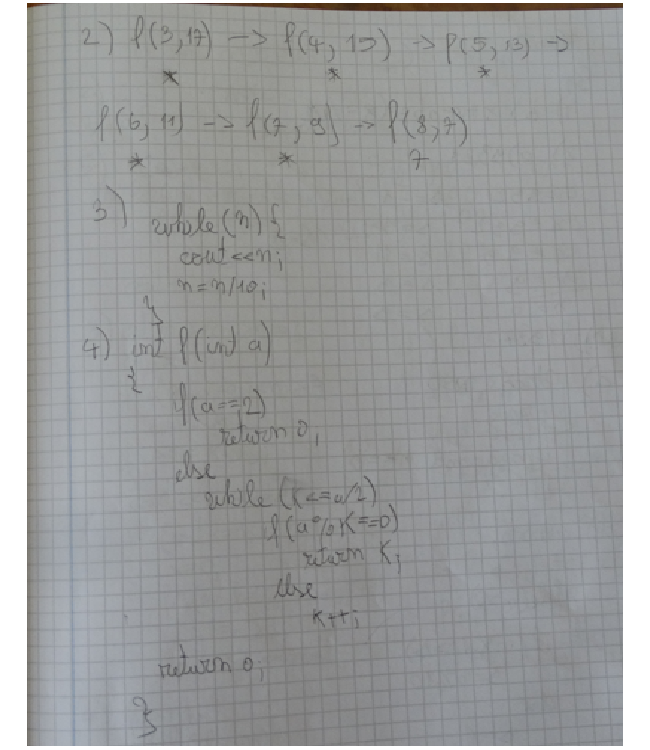 2) f(3,17) -> f(4,15) -> f(5,13) ->
* * *
f(6,11) -> f(7,9) -> f(8,7)
* * 7
3) while(n) {
cout<<n;
n=n/10;
}
4) int f(int a)
{
if(a==2)
return 0;
else
while(K<=a/2)
if(a%K==0)
return K;
else
K++;
return 0;
}